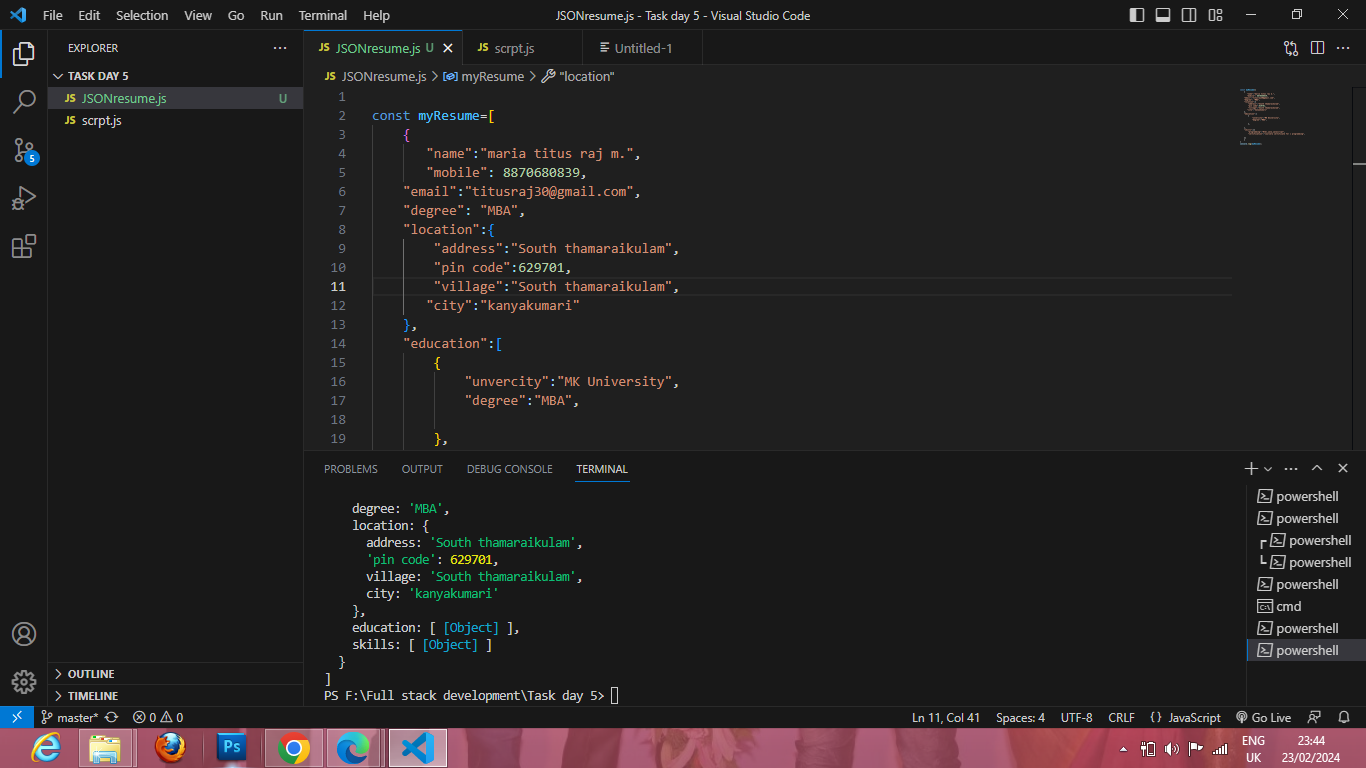 File Edit Selection View Go Run Terminal Help JSONresume.js - Task day 5 - Visual Studio Code
EXPLORER
TASK DAY 5
JS JSONresume.js U
JS scrpt.js
OUTLINE
TIMELINE
5
JS JSONresume.js U JS scrpt.js Untitled-1
JS JSONresume.js > myResume > "location"
1
2 const myResume=[
3 {
4 "name":"maria titus raj m.",
5 "mobile": 8870680839,
6 "email":"titusraj30@gmail.com",
7 "degree": "MBA",
8 "location":{
9 "address":"South thamaraikulam",
10 "pin code":629701,
11 "village":"South thamaraikulam",
12 "city":"kanyakumari"
13 },
14 "education":[
15 {
16 "unvercity":"MK University",
17 "degree":"MBA",
18
19 },
PROBLEMS OUTPUT DEBUG CONSOLE TERMINAL
degree: 'MBA',
location: {
address: 'South thamaraikulam',
'pin code': 629701,
village: 'South thamaraikulam',
city: 'kanyakumari'
},
education: [ [Object] ],
skills: [ [Object] ]
}
]
PS F:\Full stack development\Task day 5>
powershell
powershell
powershell
powershell
powershell
cmd
powershell
powershell
master* 0 0 Ln 11, Col 41 Spaces: 4 UTF-8 CRLF {} JavaScript Go Live
Ps
ENG 23:44
UK 23/02/2024